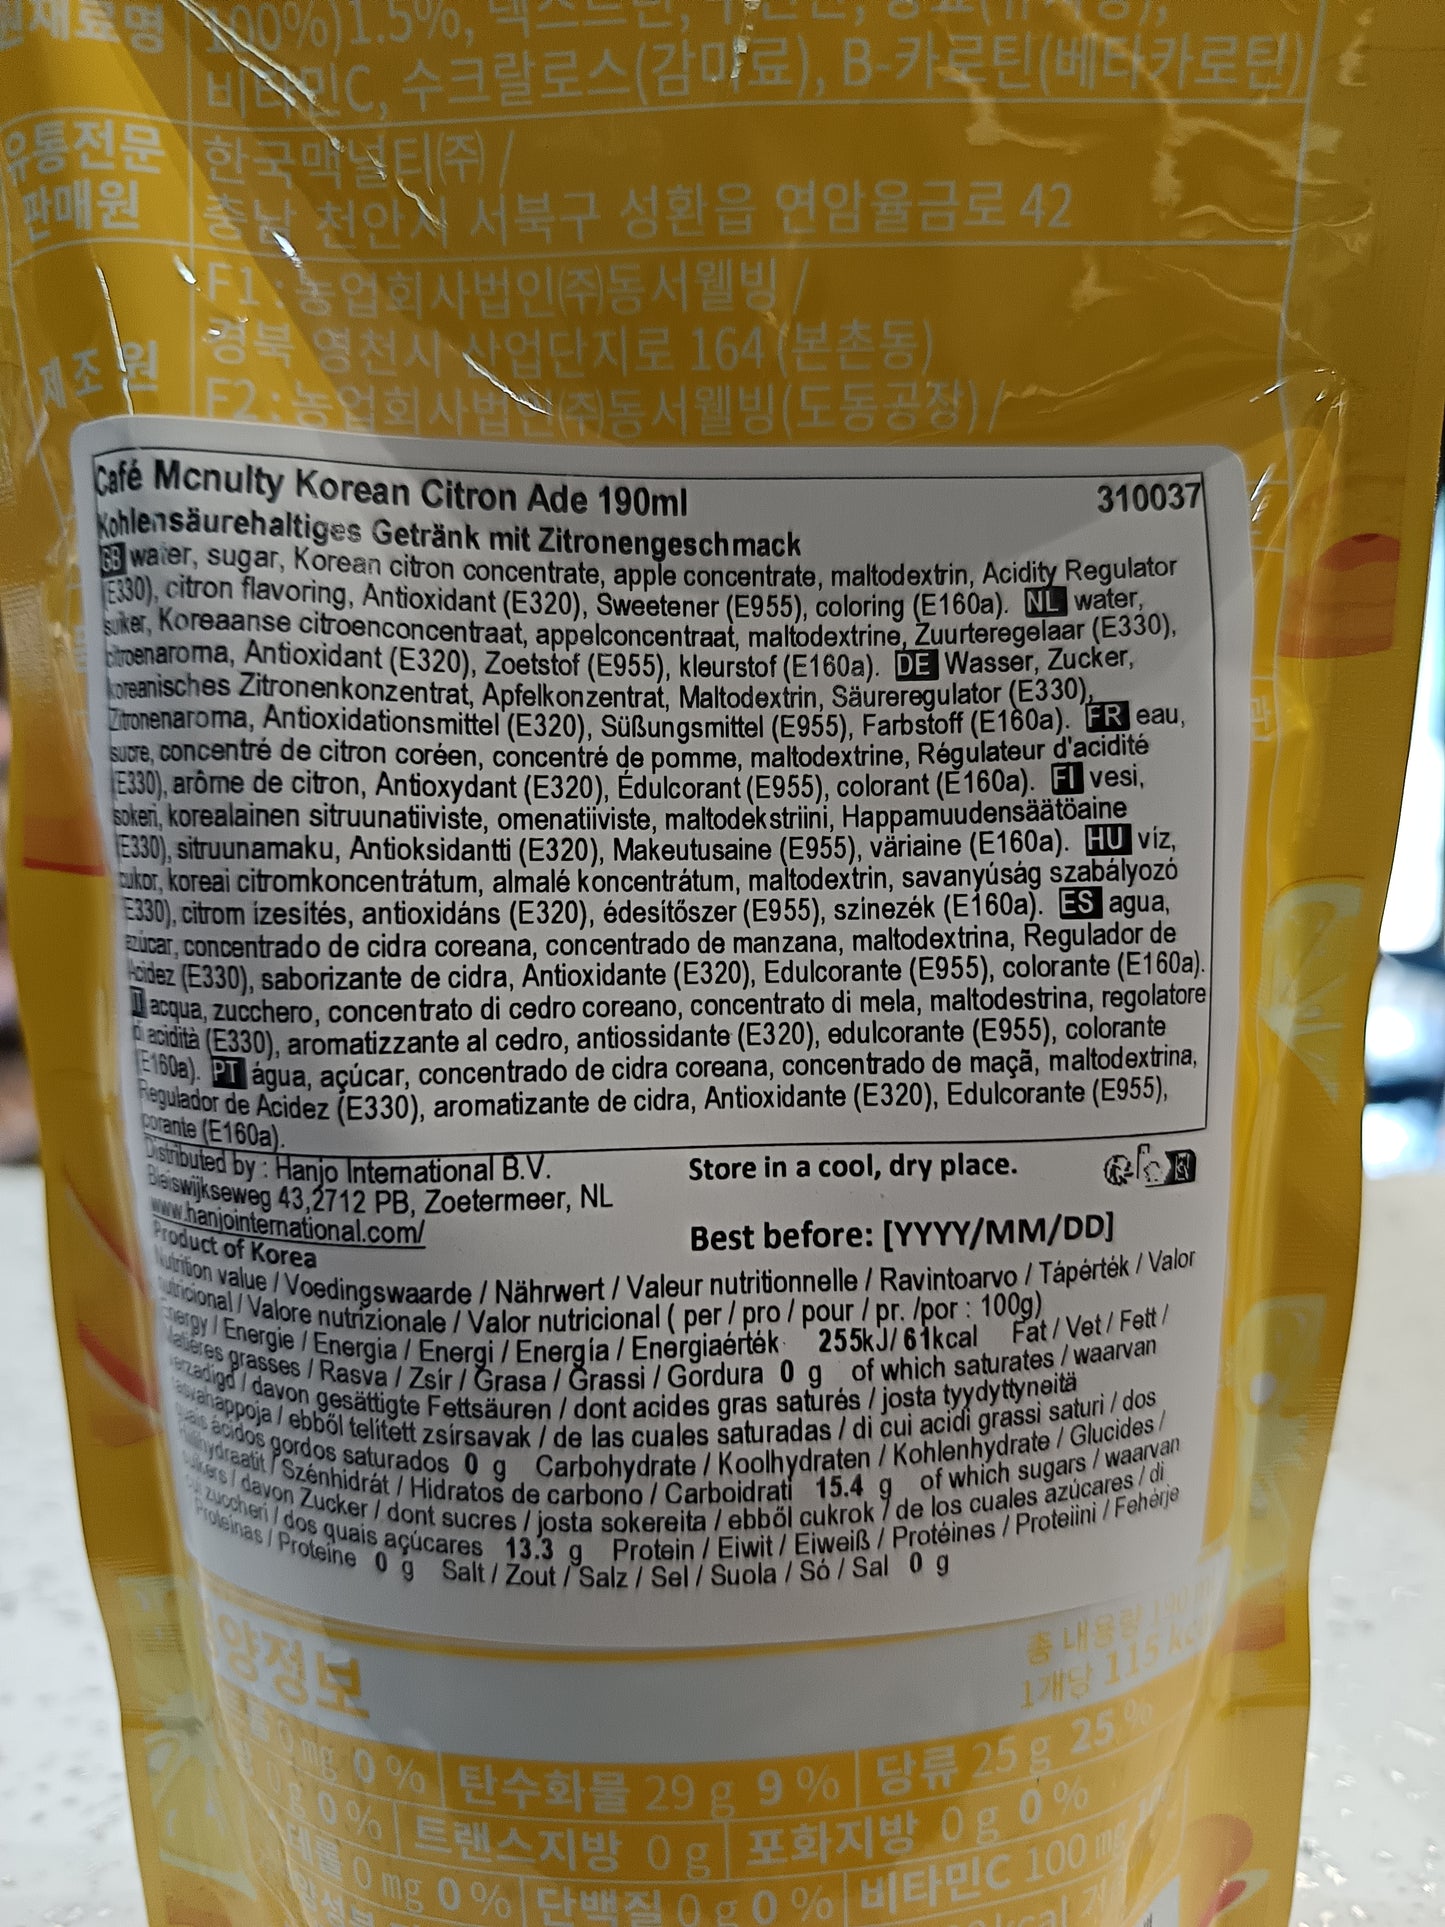 100%)1.5%,
비타민C, 수크랄로스(감미료), B-카로틴(베타카로틴)
유통전문 한국맥널티(주) /
판매원 충남 천안시 서북구 성환읍 연암율금로 42
F1:농업회사법인(주)동서웰빙 /
제조원 경북 영천시 산업단지로 164 (본촌동)
F2:농업회사법인(주)동서웰빙(도동공장) /
Café Mcnulty Korean Citron Ade 190ml 310037
Kohlensäurehaltiges Getränk mit Zitronengeschmack
GB water, sugar, Korean citron concentrate, apple concentrate, maltodextrin, Acidity Regulator
(E330), citron flavoring, Antioxidant (E320), Sweetener (E955), coloring (E160a). NL water,
suiker, Koreaanse citroenconcentraat, appelconcentraat, maltodextrine, Zuurteregelaar (E330),
citroenaroma, Antioxidant (E320), Zoetstof (E955), kleurstof (E160a). DE Wasser, Zucker,
koreanisches Zitronenkonzentrat, Apfelkonzentrat, Maltodextrin, Säureregulator (E330),
Zitronenaroma, Antioxidationsmittel (E320), Süßungsmittel (E955), Farbstoff (E160a). FR eau,
sucre, concentré de citron coréen, concentré de pomme, maltodextrine, Régulateur d'acidité
(E330), arôme de citron, Antioxydant (E320), Édulcorant (E955), colorant (E160a). FI vesi,
sokeri, korealainen sitruunatiiviste, omenatiiviste, maltodekstriini, Happamuudensäätöaine
(E330), sitruunamaku, Antioksidantti (E320), Makeutusaine (E955), väriaine (E160a). HU víz,
cukor, koreai citromkoncentrátum, almalé koncentrátum, maltodextrin, savanyúság szabályozó
(E330), citrom ízesítés, antioxidáns (E320), édesítőszer (E955), színezék (E160a). ES agua,
azúcar, concentrado de cidra coreana, concentrado de manzana, maltodextrina, Regulador de
Acidez (E330), saborizante de cidra, Antioxidante (E320), Edulcorante (E955), colorante (E160a).
acqua, zucchero, concentrato di cedro coreano, concentrato di mela, maltodestrina, regolatore
di acidità (E330), aromatizzante al cedro, antiossidante (E320), edulcorante (E955), colorante
(E160a). PT água, açúcar, concentrado de cidra coreana, concentrado de maçã, maltodextrina,
Regulador de Acidez (E330), aromatizante de cidra, Antioxidante (E320), Edulcorante (E955),
corante (E160a).
Distributed by : Hanjo International B.V.
Bleiswijkseweg 43,2712 PB, Zoetermeer, NL
www.hanjointernational.com/
Product of Korea
Store in a cool, dry place.
Best before: [YYYY/MM/DD]
Nutrition value / Voedingswaarde / Nährwert / Valeur nutritionnelle / Ravintoarvo / Tápérték / Valor
nutricional / Valore nutrizionale / Valor nutricional ( per / pro / pour / pr. /por : 100g)
Energy / Energie / Energia / Energi / Energía / Energiaérték 255kJ/ 61kcal Fat / Vet / Fett /
Matières grasses / Rasva / Zsír / Grasa / Grassi / Gordura 0 g of which saturates / waarvan
verzadigd / davon gesättigte Fettsäuren / dont acides gras saturés / josta tyydyttyneitä
rasvahappoja / ebből telített zsírsavak / de las cuales saturadas / di cui acidi grassi saturi / dos
quais ácidos gordos saturados 0 g Carbohydrate / Koolhydraten / Kohlenhydrate / Glucides /
Hiilihydraatit / Szénhidrát / Hidratos de carbono / Carboidrati 15.4 g of which sugars / waarvan
suikers / davon Zucker / dont sucres / josta sokereita / ebből cukrok / de los cuales azúcares / di
cui zuccheri / dos quais açúcares 13.3 g Protein / Eiwit / Eiweiß / Protéines / Proteiini / Fehérje
Proteínas / Proteine 0 g Salt / Zout / Salz / Sel / Suola / Só / Sal 0 g
양정보 총 내용량 190
1개당 115
0 mg 0 % 탄수화물 29 g 9 % 당류 25 g 25 %
0 g 0 % 트랜스지방 0 g 포화지방 0 g 0 %
0 mg 0 % 단백질 0 g 0 % 비타민C 100 mg